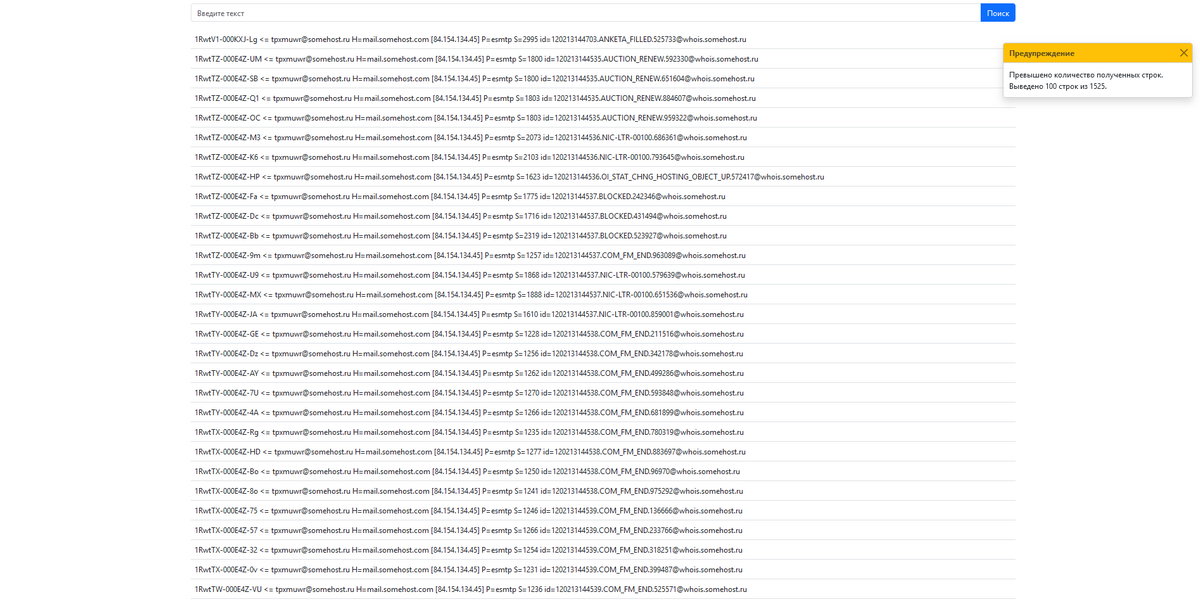 Введите текст
Поиск
1RwtV1-000KXJ-Lg <= tpxmuwr@somehost.ru H=mail.somehost.com [84.154.134.45] P=esmtp S=2995 id=120213144703.ANKETA_FILLED.525733@whois.somehost.ru
Предупреждение
1RwtTZ-000E4Z-UM <= tpxmuwr@somehost.ru H=mail.somehost.com [84.154.134.45] P=esmtp S=1800 id=120213144535.AUCTION_RENEW.592330@whois.somehost.ru
Превышено количество полученных строк.
Выведено 100 строк из 1525.
1RwtTZ-000E4Z-SB <= tpxmuwr@somehost.ru H=mail.somehost.com [84.154.134.45] P=esmtp S=1800 id=120213144535.AUCTION_RENEW.651604@whois.somehost.ru
1RwtTZ-000E4Z-Q1 <= tpxmuwr@somehost.ru H=mail.somehost.com [84.154.134.45] P=esmtp S=1803 id=120213144535.AUCTION_RENEW.884607@whois.somehost.ru
1RwtTZ-000E4Z-OC <= tpxmuwr@somehost.ru H=mail.somehost.com [84.154.134.45] P=esmtp S=1803 id=120213144535.AUCTION_RENEW.959322@whois.somehost.ru
1RwtTZ-000E4Z-M3 <= tpxmuwr@somehost.ru H=mail.somehost.com [84.154.134.45] P=esmtp S=2073 id=120213144536.NIC-LTR-00100.686361@whois.somehost.ru
1RwtTZ-000E4Z-K6 <= tpxmuwr@somehost.ru H=mail.somehost.com [84.154.134.45] P=esmtp S=2103 id=120213144536.NIC-LTR-00100.793645@whois.somehost.ru
1RwtTZ-000E4Z-HP <= tpxmuwr@somehost.ru H=mail.somehost.com [84.154.134.45] P=esmtp S=1623 id=120213144536.OI_STAT_CHNG_HOSTING_OBJECT_UP.572417@whois.somehost.ru
1RwtTZ-000E4Z-Fa <= tpxmuwr@somehost.ru H=mail.somehost.com [84.154.134.45] P=esmtp S=1775 id=120213144537.BLOCKED.242346@whois.somehost.ru
1RwtTZ-000E4Z-Dc <= tpxmuwr@somehost.ru H=mail.somehost.com [84.154.134.45] P=esmtp S=1716 id=120213144537.BLOCKED.431494@whois.somehost.ru
1RwtTZ-000E4Z-Bb <= tpxmuwr@somehost.ru H=mail.somehost.com [84.154.134.45] P=esmtp S=2319 id=120213144537.BLOCKED.523927@whois.somehost.ru
1RwtTZ-000E4Z-9m <= tpxmuwr@somehost.ru H=mail.somehost.com [84.154.134.45] P=esmtp S=1257 id=120213144537.COM_FM_END.963089@whois.somehost.ru
1RwtTY-000E4Z-U9 <= tpxmuwr@somehost.ru H=mail.somehost.com [84.154.134.45] P=esmtp S=1868 id=120213144537.NIC-LTR-00100.579639@whois.somehost.ru
1RwtTY-000E4Z-MX <= tpxmuwr@somehost.ru H=mail.somehost.com [84.154.134.45] P=esmtp S=1888 id=120213144537.NIC-LTR-00100.651536@whois.somehost.ru
1RwtTY-000E4Z-JA <= tpxmuwr@somehost.ru H=mail.somehost.com [84.154.134.45] P=esmtp S=1610 id=120213144537.NIC-LTR-00100.859001@whois.somehost.ru
1RwtTY-000E4Z-GE <= tpxmuwr@somehost.ru H=mail.somehost.com [84.154.134.45] P=esmtp S=1228 id=120213144538.COM_FM_END.211516@whois.somehost.ru
1RwtTY-000E4Z-Dz <= tpxmuwr@somehost.ru H=mail.somehost.com [84.154.134.45] P=esmtp S=1256 id=120213144538.COM_FM_END.342178@whois.somehost.ru
1RwtTY-000E4Z-AY <= tpxmuwr@somehost.ru H=mail.somehost.com [84.154.134.45] P=esmtp S=1262 id=120213144538.COM_FM_END.499286@whois.somehost.ru
1RwtTY-000E4Z-7U <= tpxmuwr@somehost.ru H=mail.somehost.com [84.154.134.45] P=esmtp S=1270 id=120213144538.COM_FM_END.593848@whois.somehost.ru
1RwtTY-000E4Z-4A <= tpxmuwr@somehost.ru H=mail.somehost.com [84.154.134.45] P=esmtp S=1266 id=120213144538.COM_FM_END.681899@whois.somehost.ru
1RwtTX-000E4Z-Rg <= tpxmuwr@somehost.ru H=mail.somehost.com [84.154.134.45] P=esmtp S=1235 id=120213144538.COM_FM_END.780319@whois.somehost.ru
1RwtTX-000E4Z-HD <= tpxmuwr@somehost.ru H=mail.somehost.com [84.154.134.45] P=esmtp S=1277 id=120213144538.COM_FM_END.883697@whois.somehost.ru
1RwtTX-000E4Z-Bo <= tpxmuwr@somehost.ru H=mail.somehost.com [84.154.134.45] P=esmtp S=1250 id=120213144538.COM_FM_END.96970@whois.somehost.ru
1RwtTX-000E4Z-8o <= tpxmuwr@somehost.ru H=mail.somehost.com [84.154.134.45] P=esmtp S=1241 id=120213144538.COM_FM_END.975292@whois.somehost.ru
1RwtTX-000E4Z-75 <= tpxmuwr@somehost.ru H=mail.somehost.com [84.154.134.45] P=esmtp S=1246 id=120213144539.COM_FM_END.136666@whois.somehost.ru
1RwtTX-000E4Z-57 <= tpxmuwr@somehost.ru H=mail.somehost.com [84.154.134.45] P=esmtp S=1266 id=120213144539.COM_FM_END.233766@whois.somehost.ru
1RwtTX-000E4Z-32 <= tpxmuwr@somehost.ru H=mail.somehost.com [84.154.134.45] P=esmtp S=1254 id=120213144539.COM_FM_END.318251@whois.somehost.ru
1RwtTX-000E4Z-0v <= tpxmuwr@somehost.ru H=mail.somehost.com [84.154.134.45] P=esmtp S=1231 id=120213144539.COM_FM_END.399487@whois.somehost.ru
1RwtTW-000E4Z-VU <= tpxmuwr@somehost.ru H=mail.somehost.com [84.154.134.45] P=esmtp S=1236 id=120213144539.COM_FM_END.525571@whois.somehost.ru